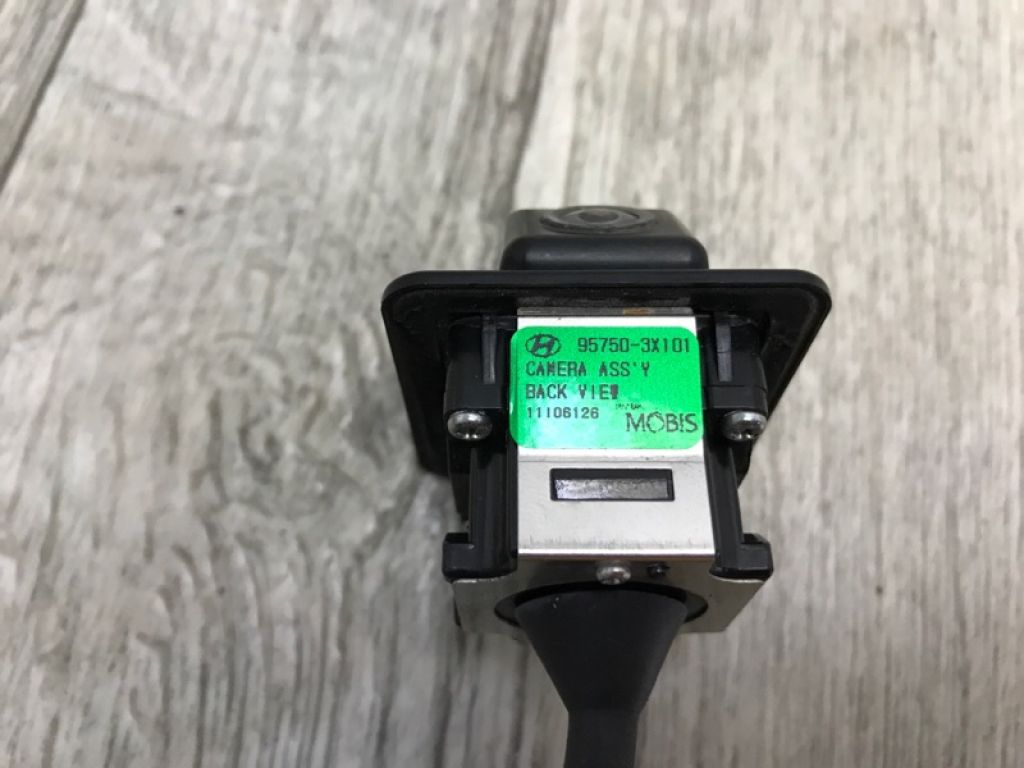 95750-3X101
CAMERA ASS'Y
BACK VIEW
11106126
MOBIS